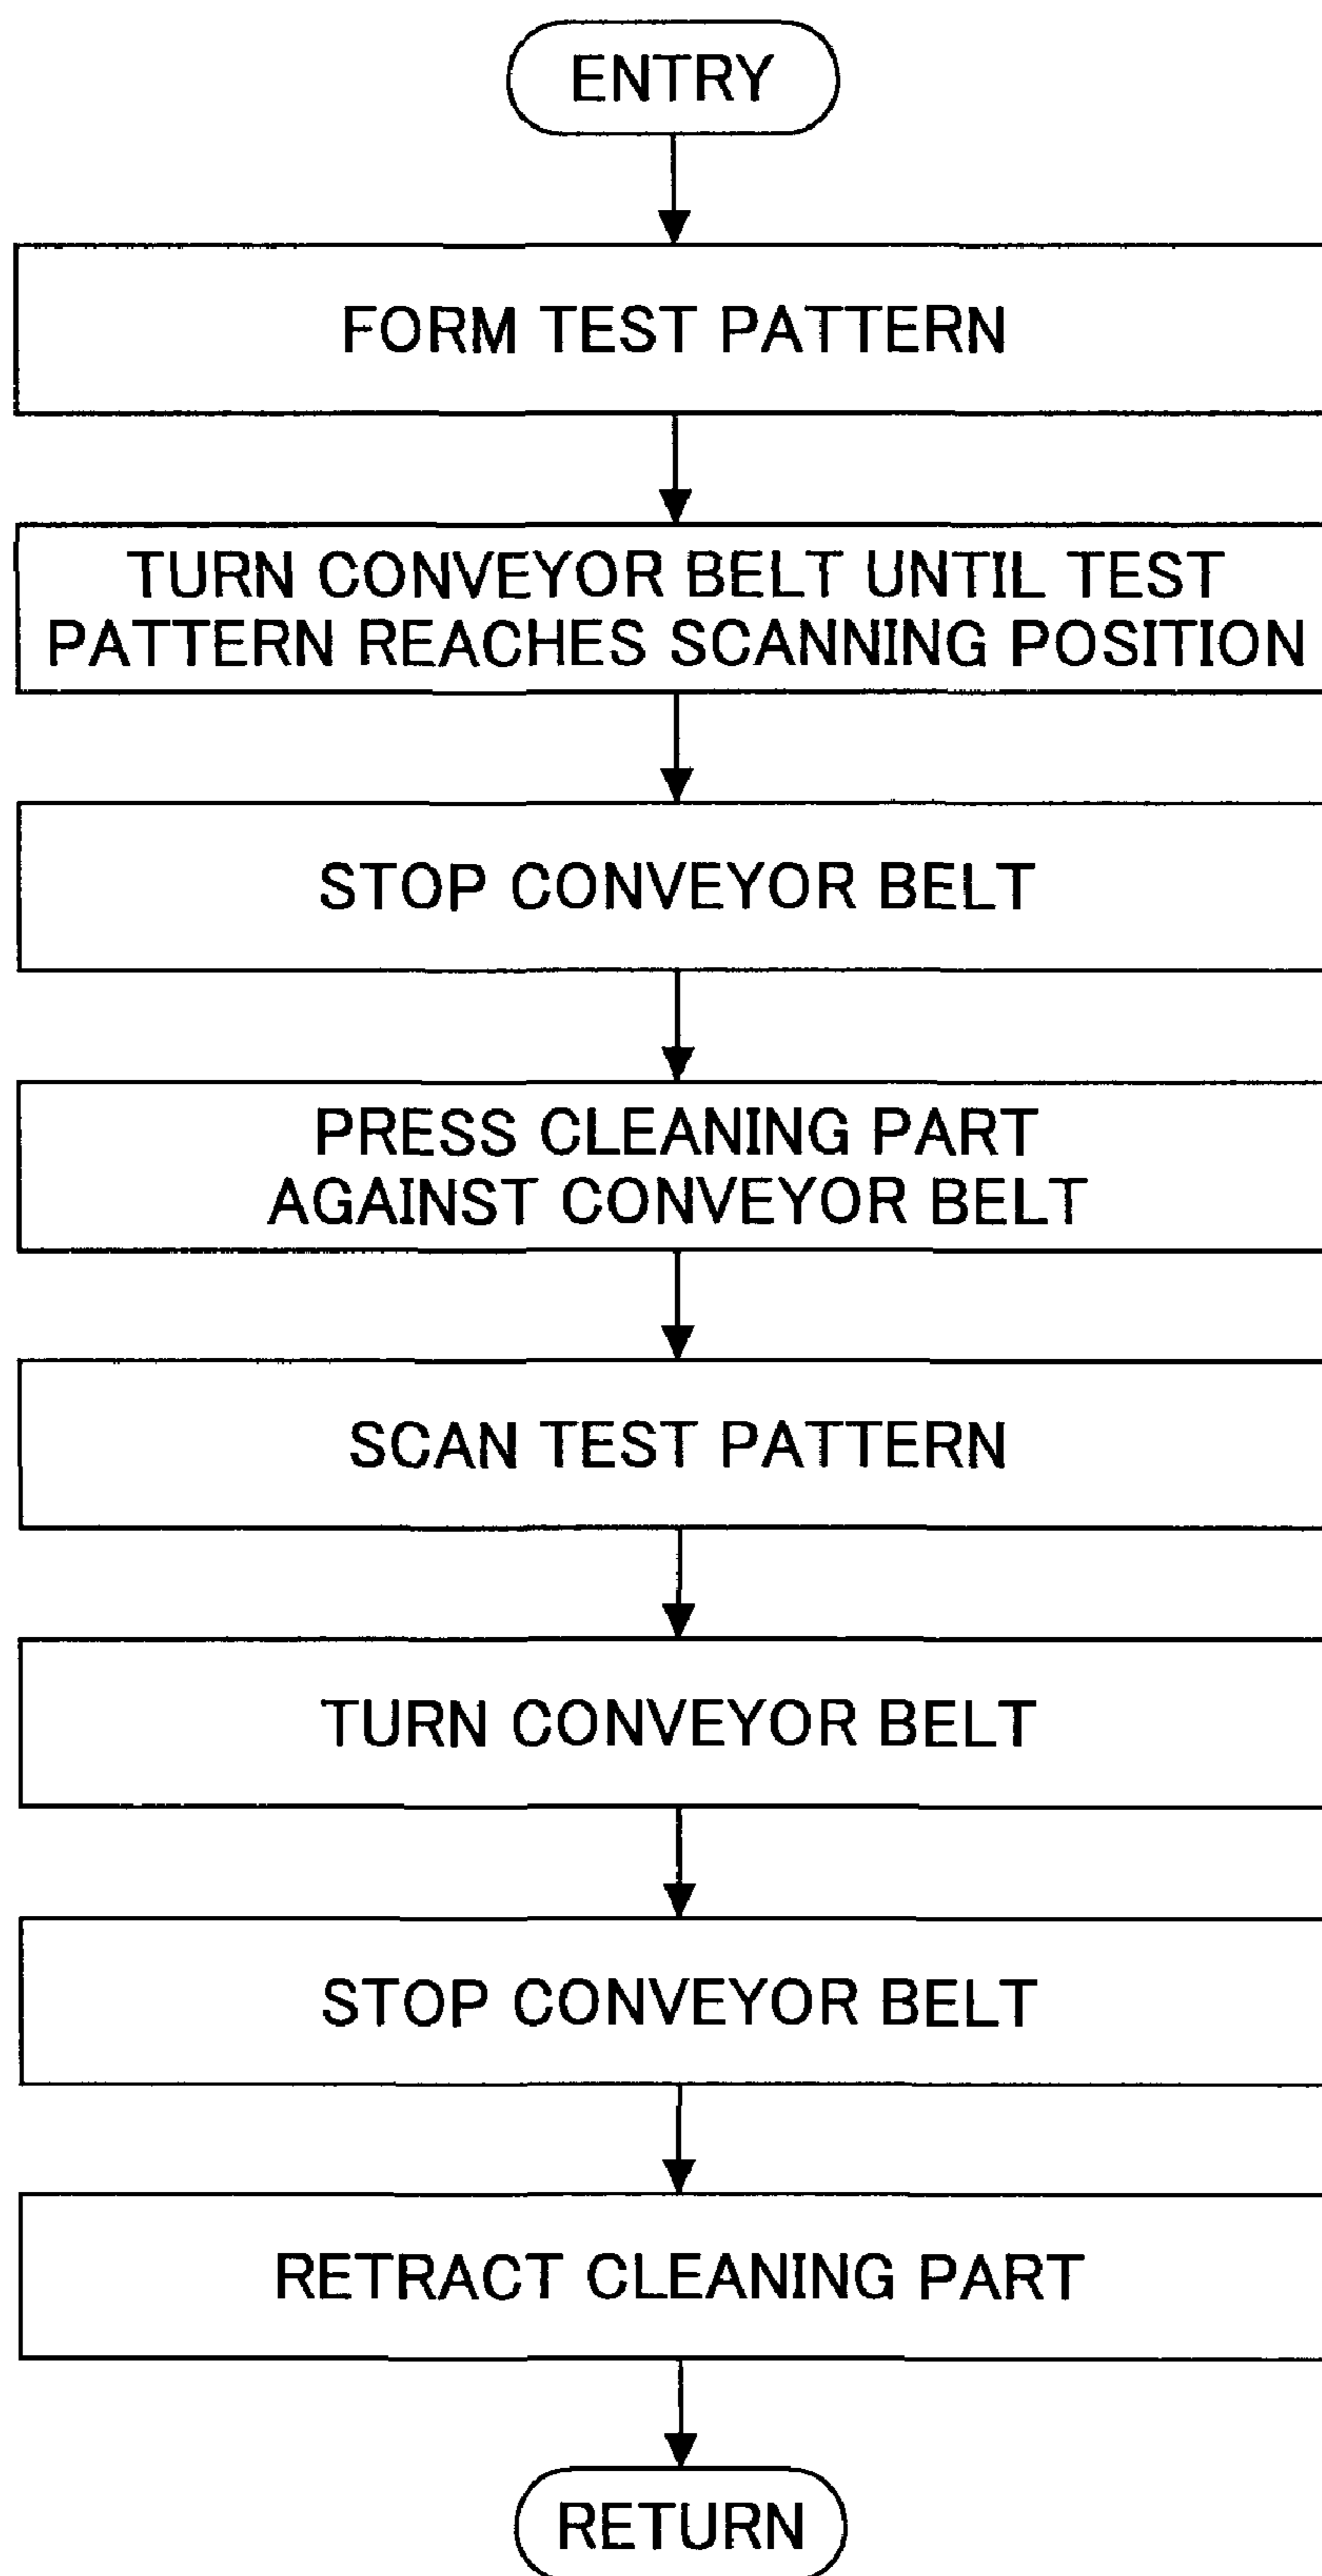 ENTRY
FORM TEST PATTERN
TURN CONVEYOR BELT UNTIL TEST
PATTERN REACHES SCANNING POSITION
STOP CONVEYOR BELT
PRESS CLEANING PART
AGAINST CONVEYOR BELT
SCAN TEST PATTERN
TURN CONVEYOR BELT
STOP CONVEYOR BELT
RETRACT CLEANING PART
RETURN